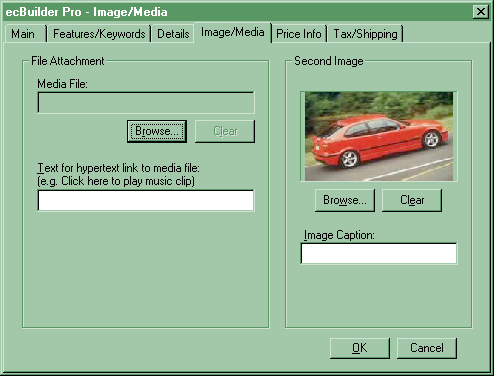 ecBuilder Pro - Image/Media
Main Features/Keywords Details Image/Media Price Info Tax/Shipping
File Attachment
Media File:
Browse... Clear
Text for hypertext link to media file:
(e.g. Click here to play music clip)
Second Image
Browse... Clear
Image Caption:
OK Cancel